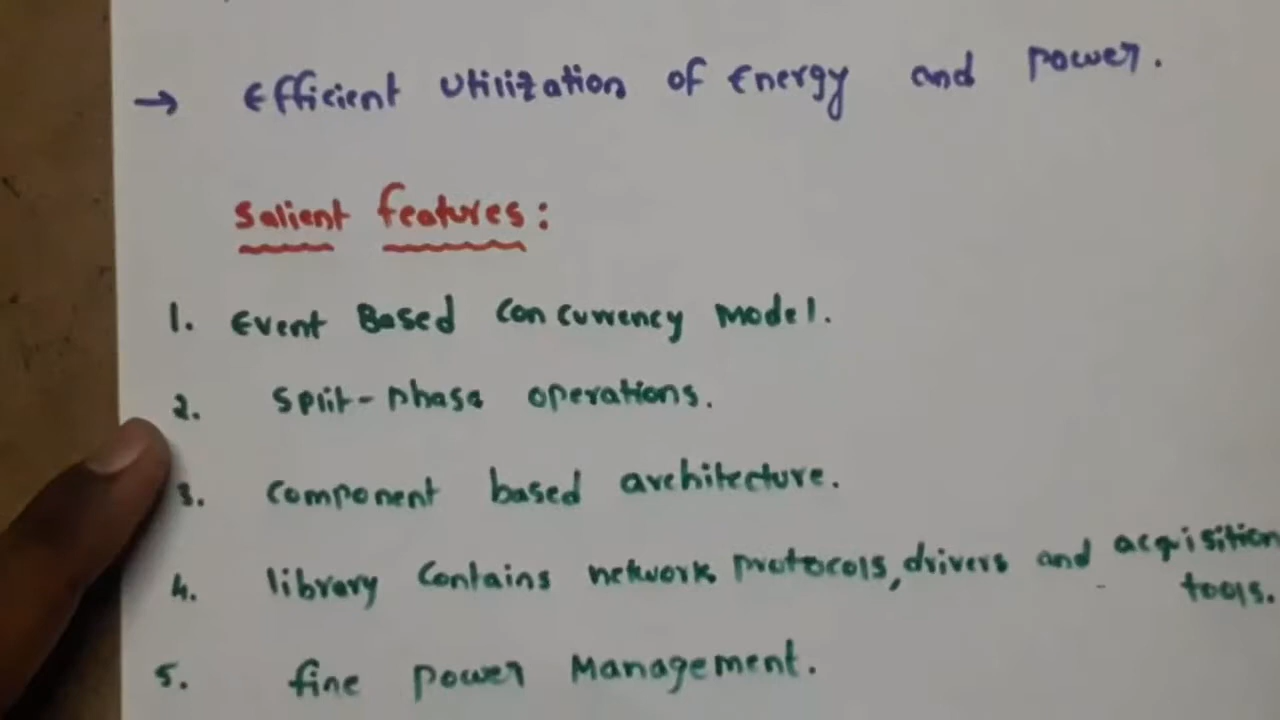 → Efficient Utilization of Energy and power.
Salient features:
1. Event Based Concurrency Model.
2. Split-phase operations.
3. Component based architecture.
4. library Contains network protocols, drivers and acquisition
tools.
5. fine power Management.